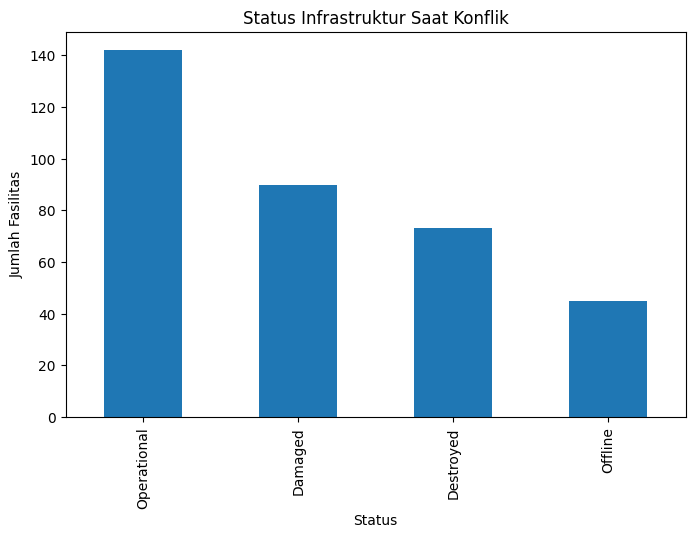 Status Infrastruktur Saat Konflik
Jumlah Fasilitas
140
120
100
80
60
40
20
0
Operational
Damaged
Destroyed
Offline
Status